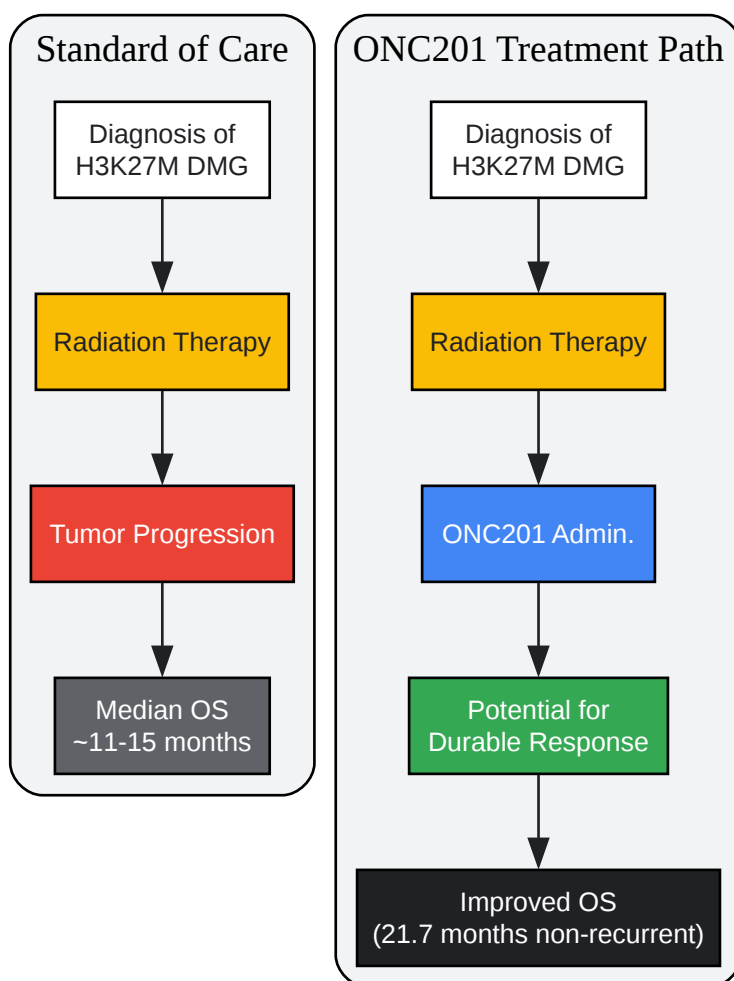 Standard of Care
Diagnosis of
H3K27M DMG
Radiation Therapy
Tumor Progression
Median OS
~11-15 months
ONC201 Treatment Path
Diagnosis of
H3K27M DMG
Radiation Therapy
ONC201 Admin.
Potential for
Durable Response
Improved OS
(21.7 months non-recurrent)